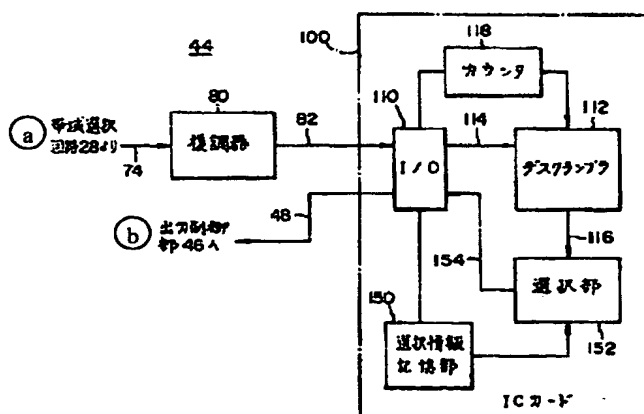 44
100
118
カウンタ
80
110
112
a
帯域選択
回路28より
74
復調器
82
I/O
114
デスクランブラ
b
出力制御
部46へ
48
154
116
150
選択部
選択情報
記憶部
152
ICカード